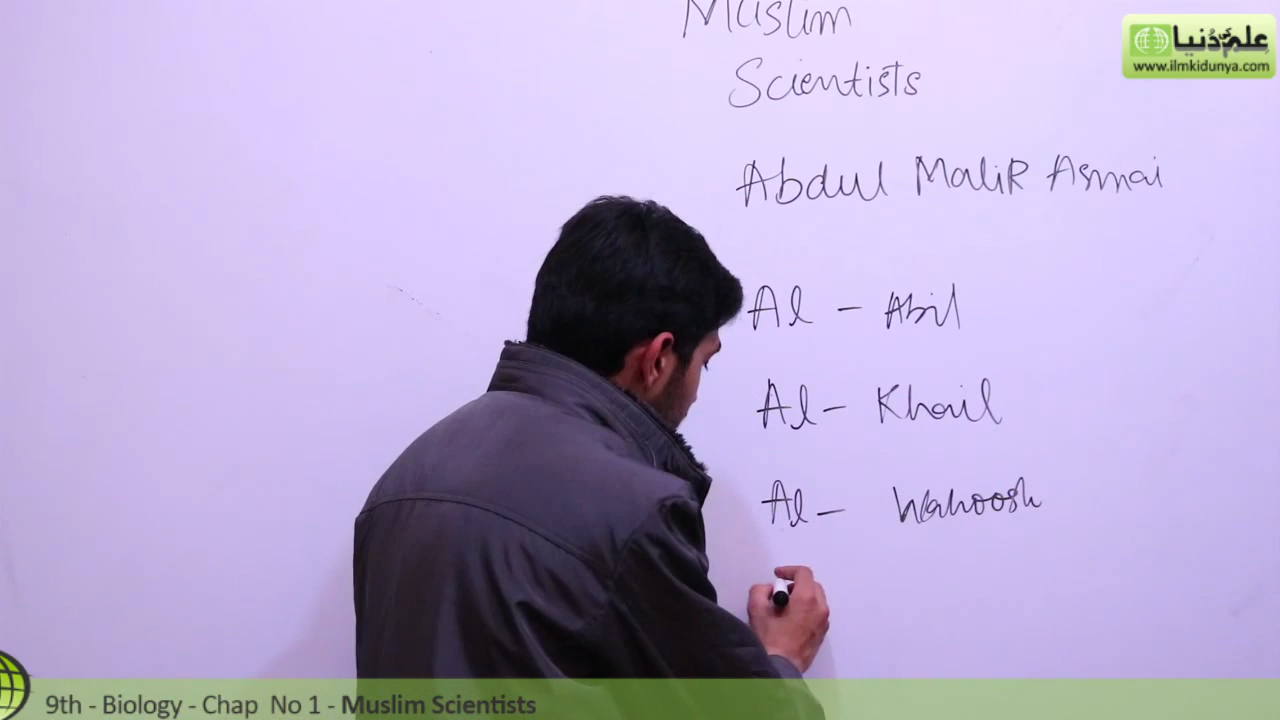 Muslim
Scientists
علم کی دُنیا
www.ilmkidunya.com
Abdul Malik Asmai
Al - Abil
Al - Khail
Al - Wahoosh
9th - Biology - Chap No 1 - Muslim Scientists